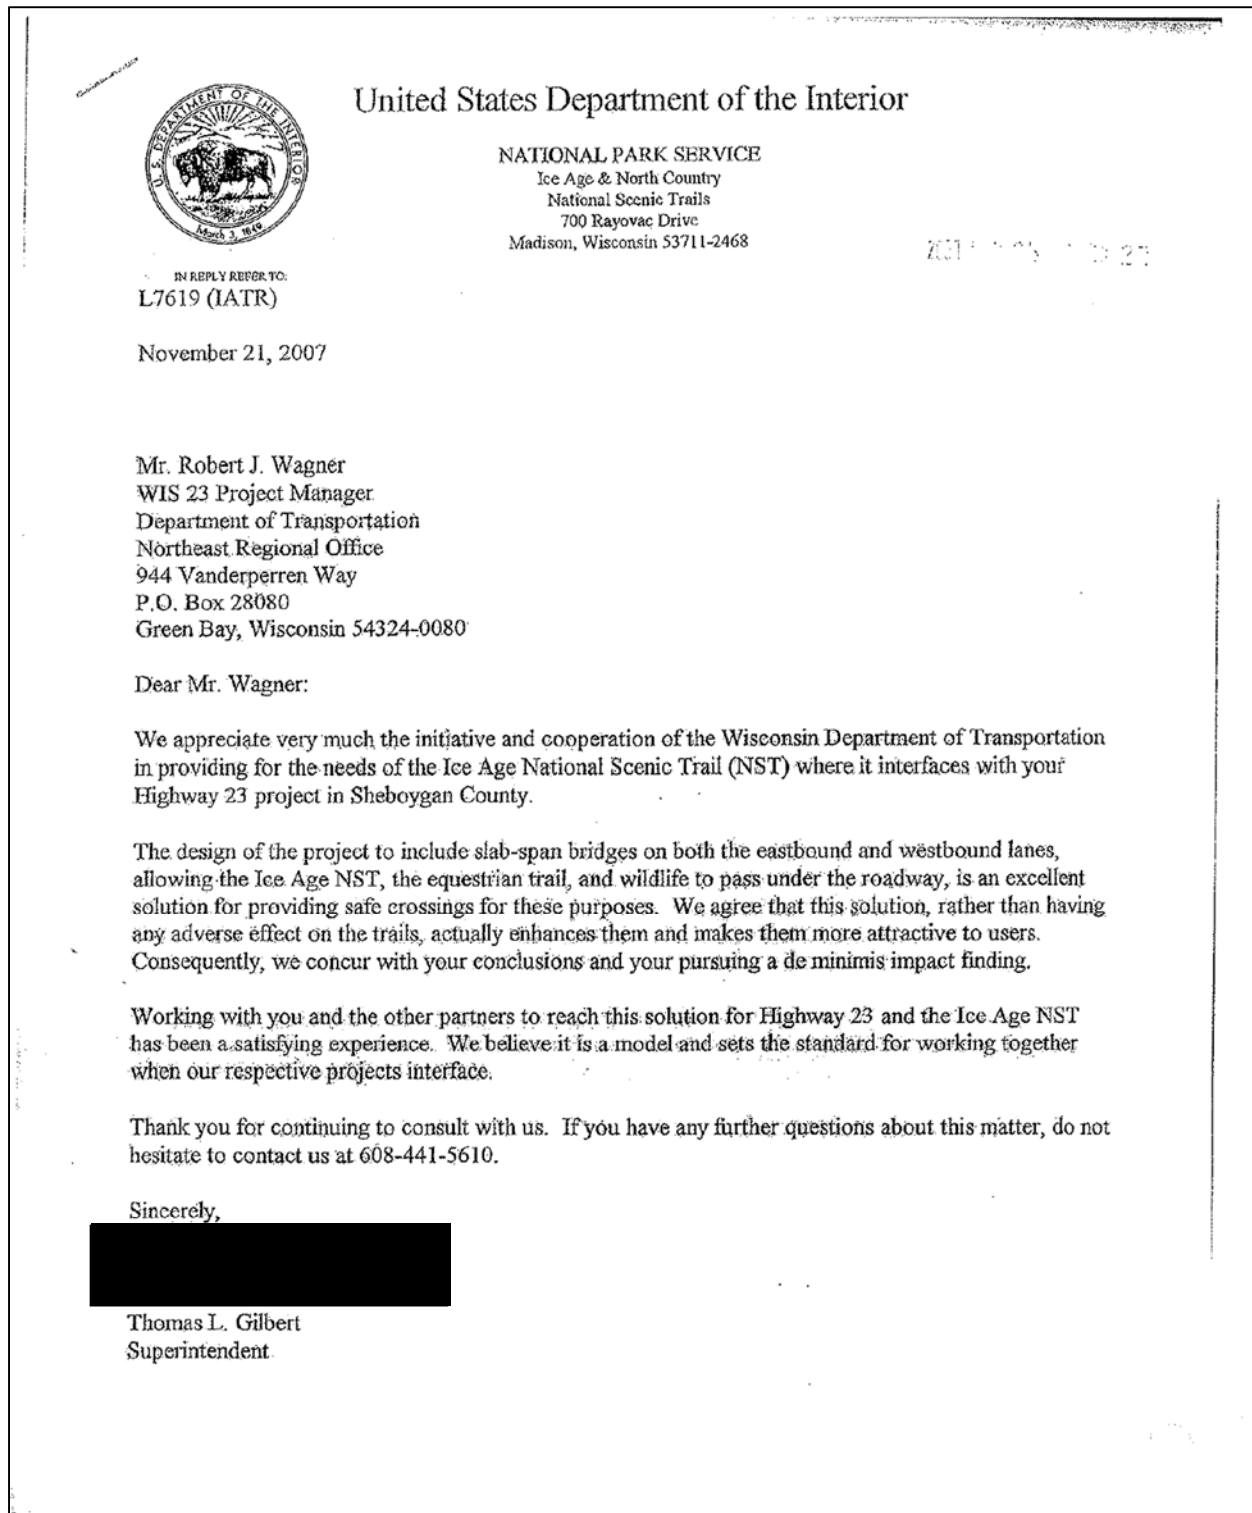 United States Department of the Interior
U.S. DEPARTMENT OF THE INTERIOR
March 3, 1849
NATIONAL PARK SERVICE
Ice Age & North Country
National Scenic Trails
700 Rayovac Drive
Madison, Wisconsin 53711-2468
IN REPLY REFER TO:
L7619 (IATR)
November 21, 2007
Mr. Robert J. Wagner
WIS 23 Project Manager
Department of Transportation
Northeast Regional Office
944 Vanderperren Way
P.O. Box 28080
Green Bay, Wisconsin 54324-0080
Dear Mr. Wagner:
We appreciate very much the initiative and cooperation of the Wisconsin Department of Transportation
in providing for the needs of the Ice Age National Scenic Trail (NST) where it interfaces with your
Highway 23 project in Sheboygan County.
The design of the project to include slab-span bridges on both the eastbound and westbound lanes,
allowing the Ice Age NST, the equestrian trail, and wildlife to pass under the roadway, is an excellent
solution for providing safe crossings for these purposes. We agree that this solution, rather than having
any adverse effect on the trails, actually enhances them and makes them more attractive to users.
Consequently, we concur with your conclusions and your pursuing a de minimis impact finding.
Working with you and the other partners to reach this solution for Highway 23 and the Ice Age NST
has been a satisfying experience. We believe it is a model and sets the standard for working together
when our respective projects interface.
Thank you for continuing to consult with us. If you have any further questions about this matter, do not
hesitate to contact us at 608-441-5610.
Sincerely,
Thomas L. Gilbert
Superintendent